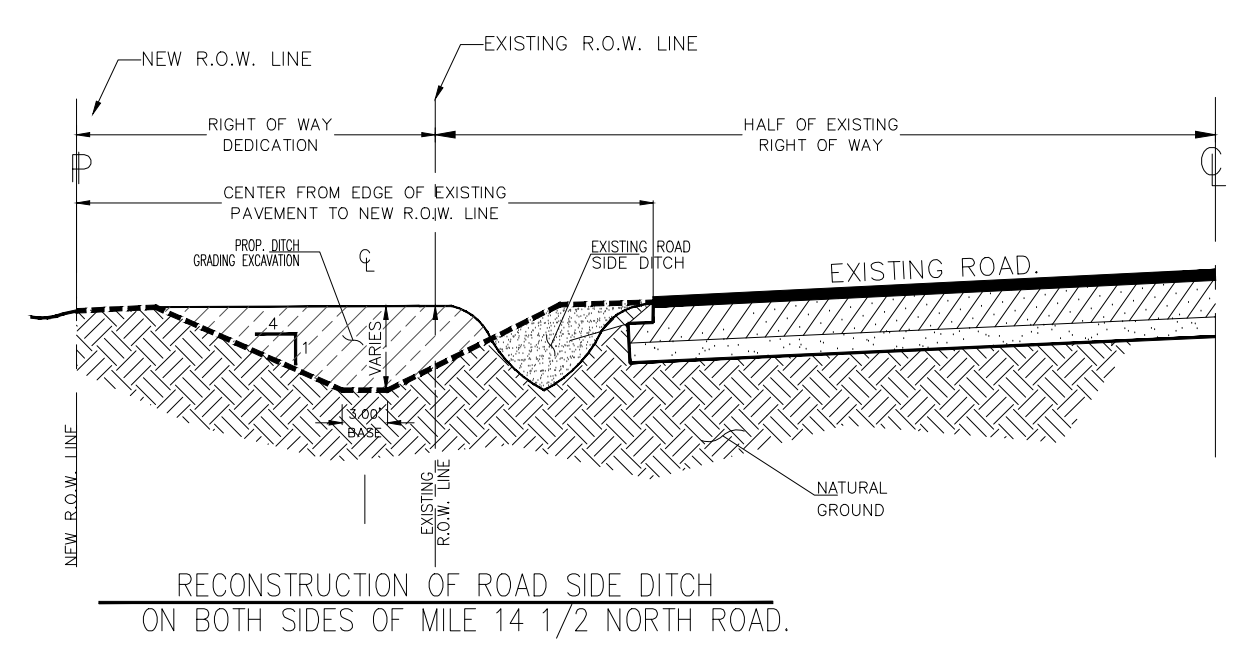 EXISTING R.O.W. LINE
NEW R.O.W. LINE
RIGHT OF WAY
DEDICATION
HALF OF EXISTING
RIGHT OF WAY
P
CL
CENTER FROM EDGE OF EXISTING
PAVEMENT TO NEW R.O.W. LINE
PROP. DITCH
GRADING EXCAVATION
CL
EXISTING ROAD
SIDE DITCH
EXISTING ROAD.
4
1
VARIES
3.00'
BASE
NEW R.O.W. LINE
EXISTING
R.O.W. LINE
NATURAL
GROUND
RECONSTRUCTION OF ROAD SIDE DITCH
ON BOTH SIDES OF MILE 14 1/2 NORTH ROAD.